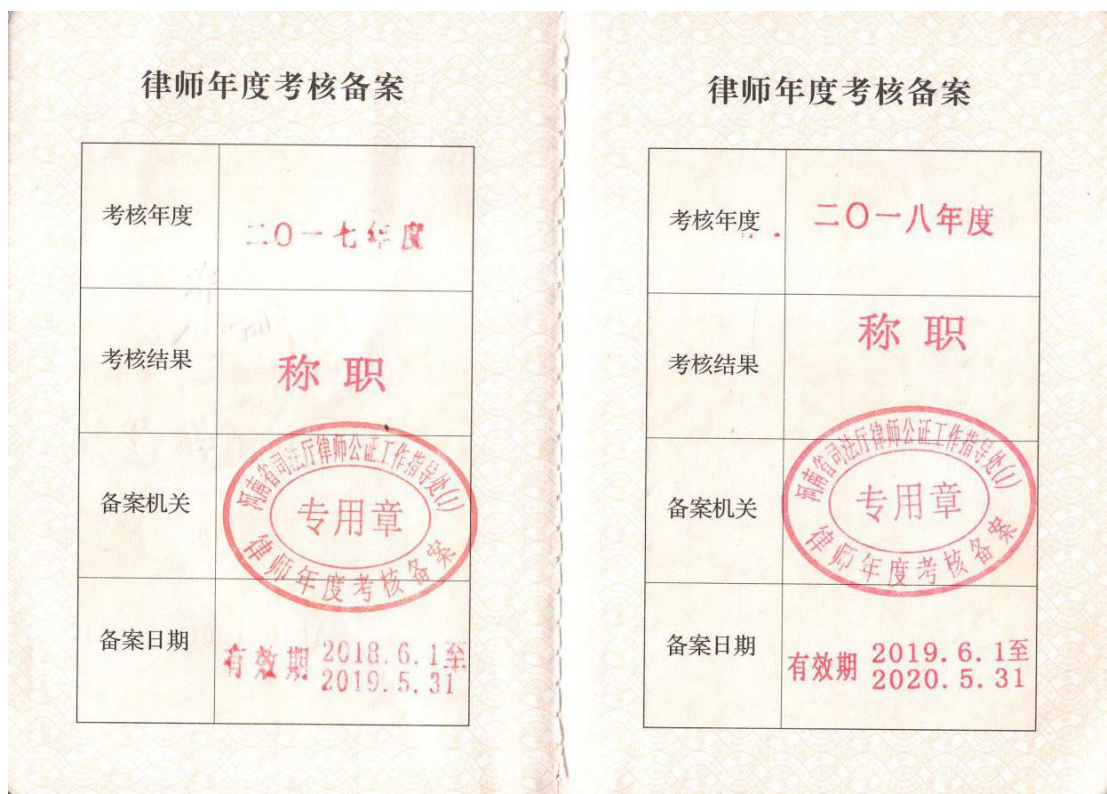 律师年度考核备案
考核年度
二〇一七年度
考核结果
称职
备案机关
河南省司法厅律师公证工作指导处(1)
专用章
律师年度考核备案
备案日期
有效期 2018.6.1至
2019.5.31
律师年度考核备案
考核年度
二〇一八年度
考核结果
称职
备案机关
河南省司法厅律师公证工作指导处(1)
专用章
律师年度考核备案
备案日期
有效期 2019.6.1至
2020.5.31